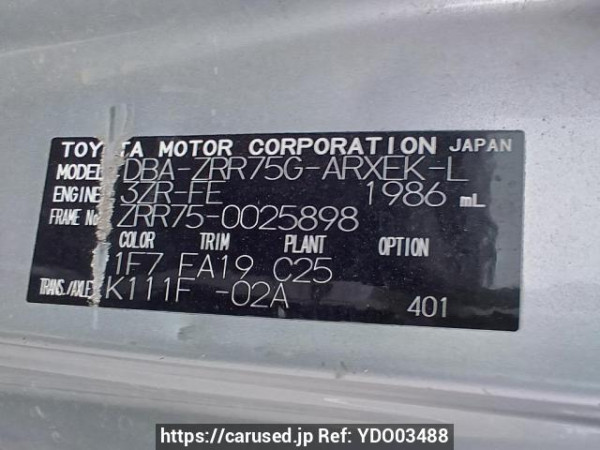 TOYOTA MOTOR CORPORATION JAPAN
MODEL DBA-ZRR75G-ARXEK-L
ENGINE 3ZR-FE 1986 mL
FRAME No. ZRR75-0025898
COLOR TRIM PLANT OPTION
1F7 FA19 C25
TRANS./AXLE K111F -02A 401
https://carused.jp Ref: YDO03488